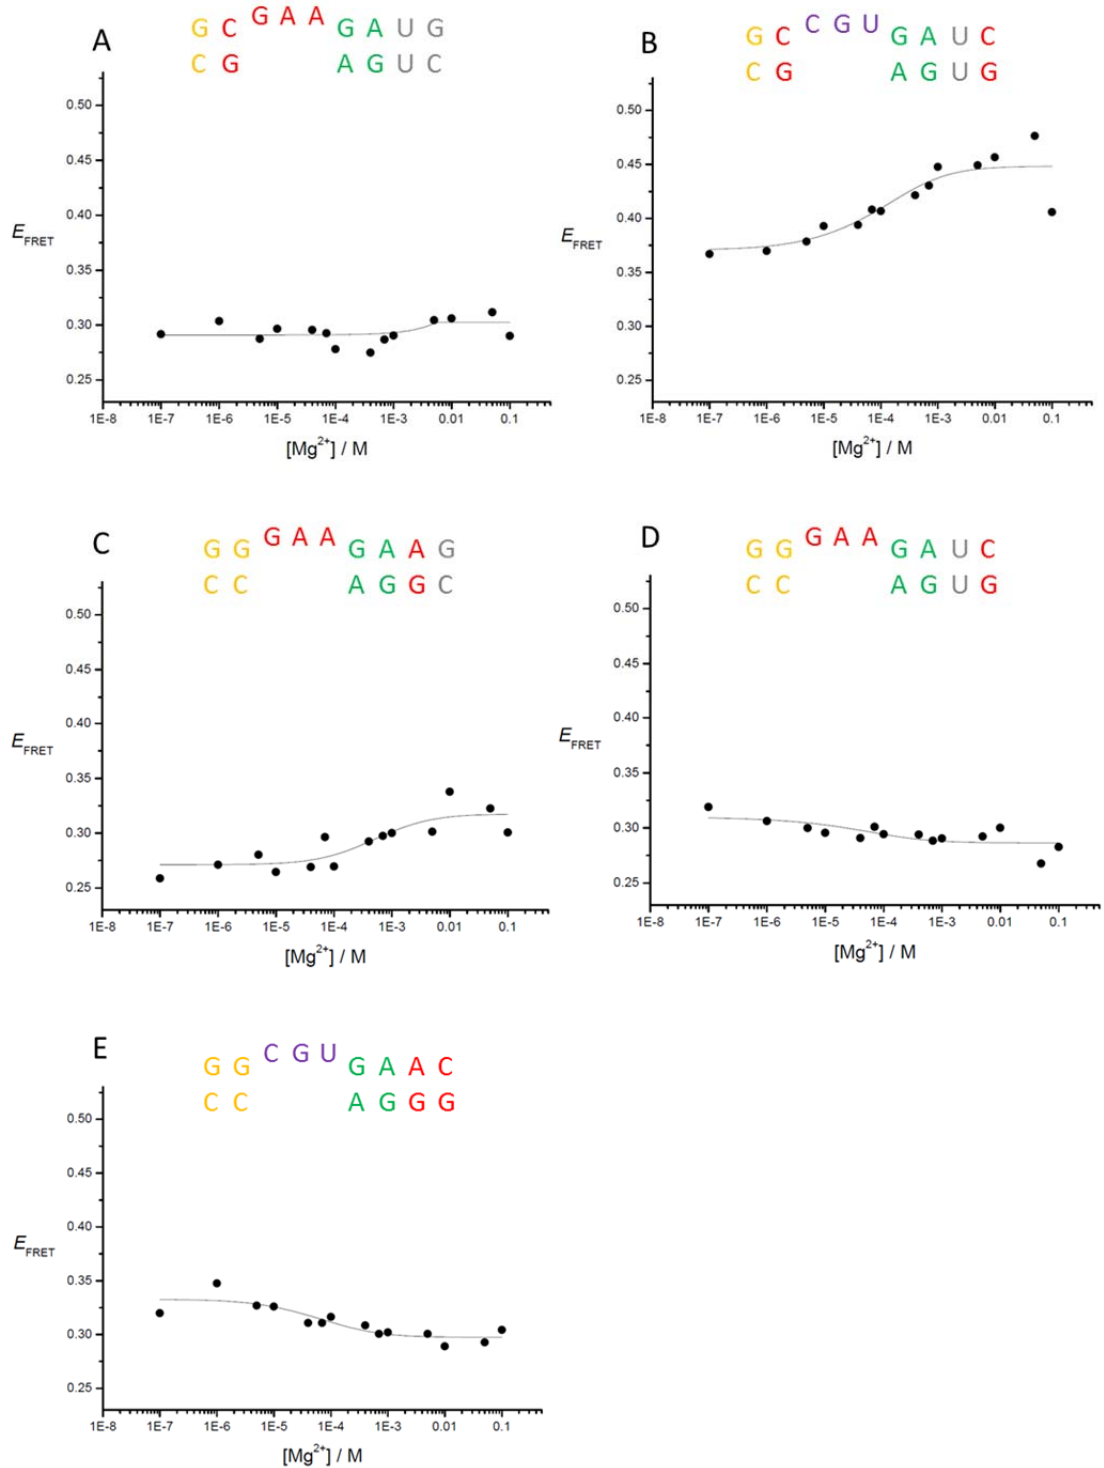 A
G C G A A G A U G
C G A G U C
0.50
0.45
0.40
0.35
0.30
0.25
EFRET
1E-8 1E-7 1E-6 1E-5 1E-4 1E-3 0.01 0.1
[Mg2+] / M
B
G C C G U G A U C
C G A G U G
0.50
0.45
0.40
0.35
0.30
0.25
EFRET
1E-8 1E-7 1E-6 1E-5 1E-4 1E-3 0.01 0.1
[Mg2+] / M
C
G G G A A G A A G
C C A G G C
0.50
0.45
0.40
0.35
0.30
0.25
EFRET
1E-8 1E-7 1E-6 1E-5 1E-4 1E-3 0.01 0.1
[Mg2+] / M
D
G G G A A G A U C
C C A G U G
0.50
0.45
0.40
0.35
0.30
0.25
EFRET
1E-8 1E-7 1E-6 1E-5 1E-4 1E-3 0.01 0.1
[Mg2+] / M
E
G G C G U G A A C
C C A G G G
0.50
0.45
0.40
0.35
0.30
0.25
EFRET
1E-8 1E-7 1E-6 1E-5 1E-4 1E-3 0.01 0.1
[Mg2+] / M